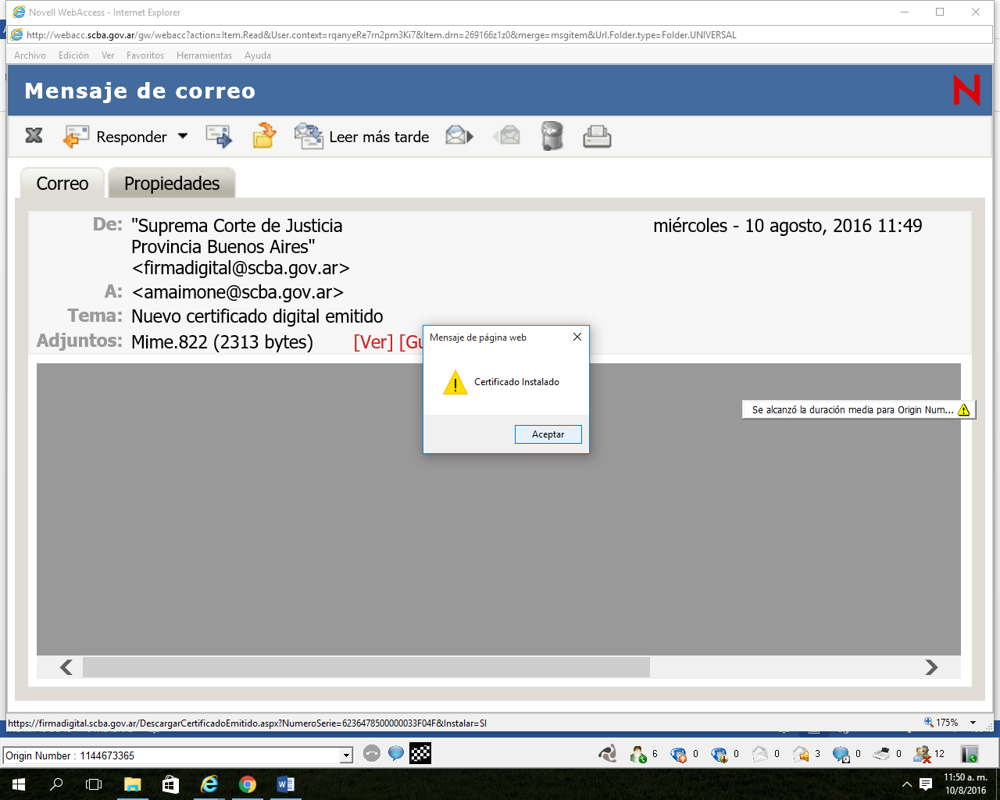 Novell WebAccess - Internet Explorer
http://webacc.scba.gov.ar/gw/webacc?action=Item.Read&User.context=rqanyeRe7rn2pm3Ki7&Item.drn=269166z1z0&merge=msgitem&Url.Folder.type=Folder.UNIVERSAL
Archivo Edición Ver Favoritos Herramientas Ayuda
Mensaje de correo
Responder Leer más tarde
Correo Propiedades
De: "Suprema Corte de Justicia miércoles - 10 agosto, 2016 11:49
Provincia Buenos Aires"
<firmadigital@scba.gov.ar>
A: <amaimone@scba.gov.ar>
Tema: Nuevo certificado digital emitido
Adjuntos: Mime.822 (2313 bytes) [Ver] [Gu
Mensaje de página web
Certificado Instalado
Aceptar
Se alcanzó la duración media para Origin Num...
https://firmadigital.scba.gov.ar/DescargarCertificadoEmitido.aspx?NumeroSerie=6236478500000033F04F&Instalar=SI
175%
Origin Number : 1144673365
6 0 0 0 3 0 0 12
11:50 a. m.
10/8/2016